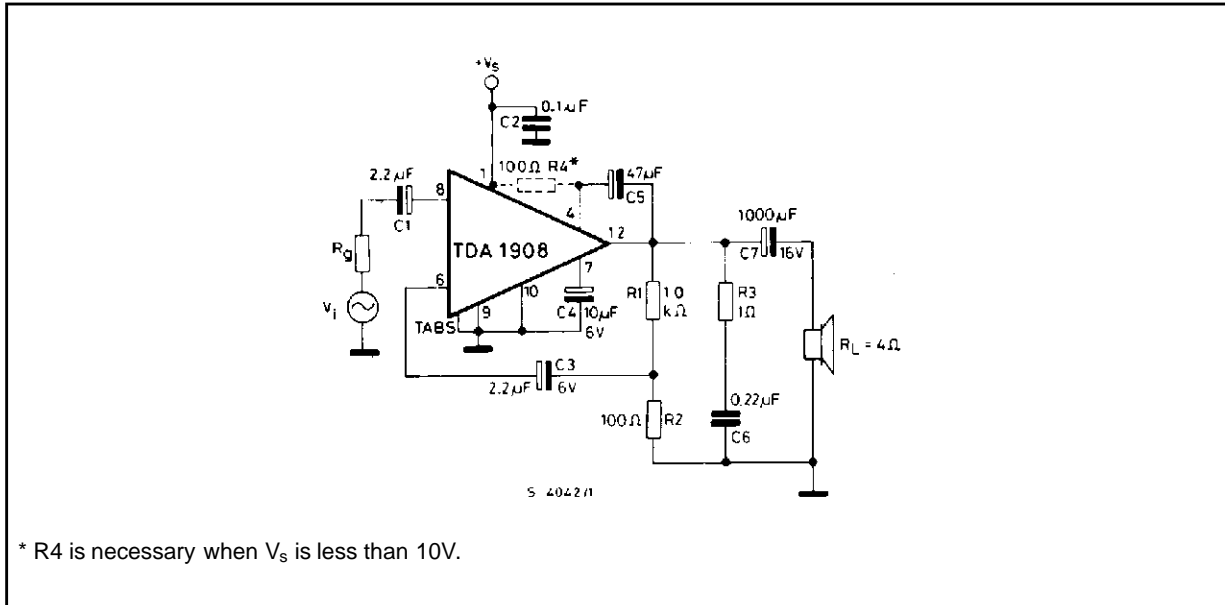 +Vs
0.1µF
C2
1
100Ω R4*
47µF
C5
2.2µF
8
C1
4
1000µF
12
TDA 1908
C7
16V
Rg
7
6
10
R1
10
kΩ
R3
1Ω
Vi
C4
10µF
6V
TABS
9
RL = 4Ω
C3
2.2µF
6V
0.22µF
100Ω
R2
C6
S-4042/1
* R4 is necessary when Vs is less than 10V.